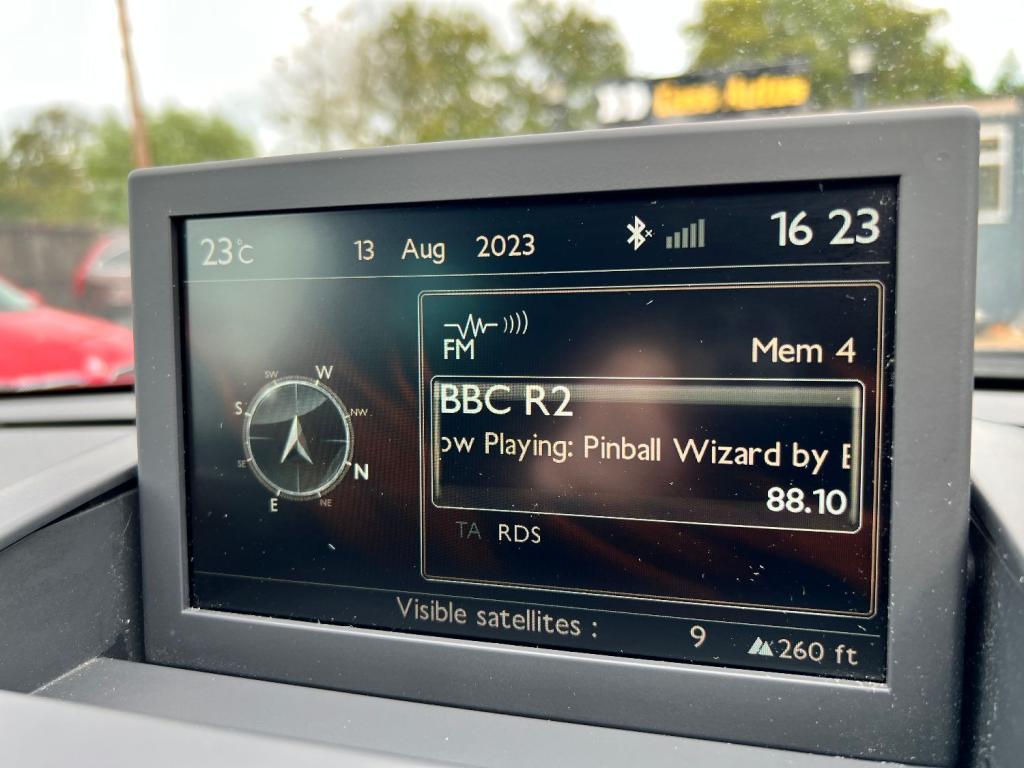 Autos
23°C 13 Aug 2023 16 23
FM
Mem 4
BBC R2
ow Playing: Pinball Wizard by E
88.10
TA RDS
SW W NW N NE E SE S
Visible satellites : 9 260 ft